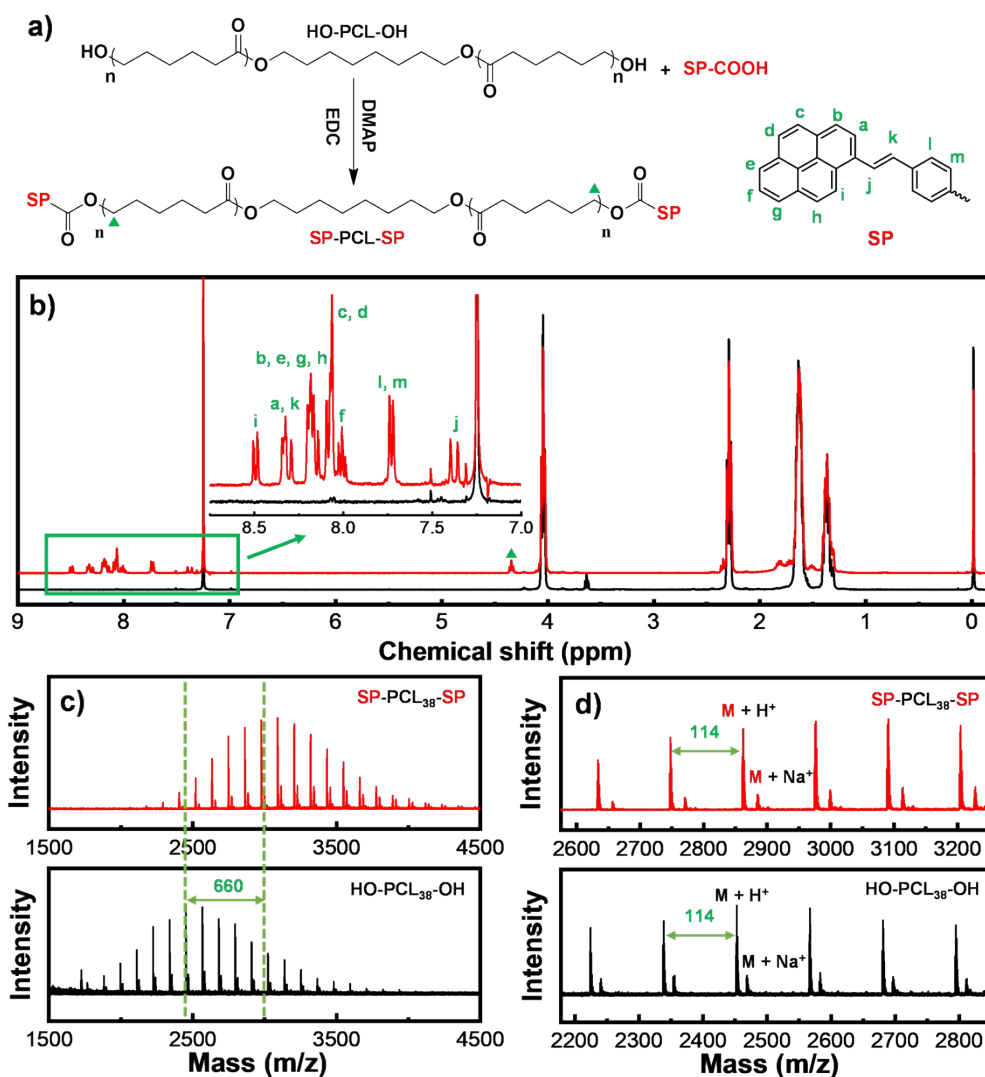 a)
HO-PCL-OH
HO
n
O
O
O
O
n
OH
+ SP-COOH
EDC
DMAP
SP
O
O
n
O
O
O
O
n
O
O
SP
SP-PCL-SP
d
c
b
a
k
l
m
e
f
g
h
i
j
SP
b)
c, d
b, e, g, h
a, k
i
f
l, m
j
8.5 8.0 7.5 7.0
9 8 7 6 5 4 3 2 1 0
Chemical shift (ppm)
c)
Intensity
SP-PCL38-SP
1500 2500 3500 4500
Intensity
HO-PCL38-OH
660
1500 2500 3500 4500
Mass (m/z)
d)
Intensity
SP-PCL38-SP
M + H+
114
M + Na+
2600 2700 2800 2900 3000 3100 3200
Intensity
HO-PCL38-OH
M + H+
114
M + Na+
2200 2300 2400 2500 2600 2700 2800
Mass (m/z)